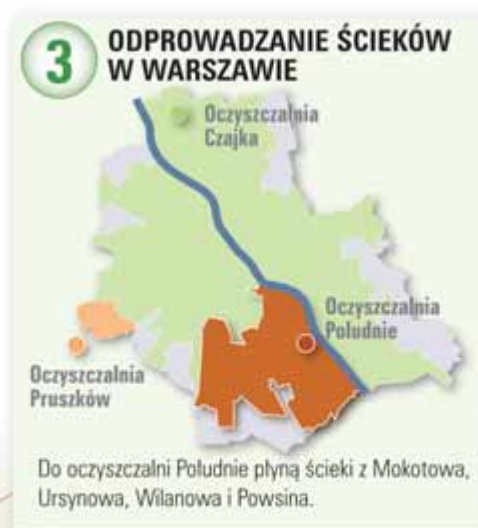 3
ODPROWADZANIE ŚCIEKÓW
W WARSZAWIE
Oczyszczalnia
Czajka
Oczyszczalnia
Południe
Oczyszczalnia
Pruszków
Do oczyszczalni Południe płyną ścieki z Mokotowa,
Ursynowa, Wilanowa i Powsina.